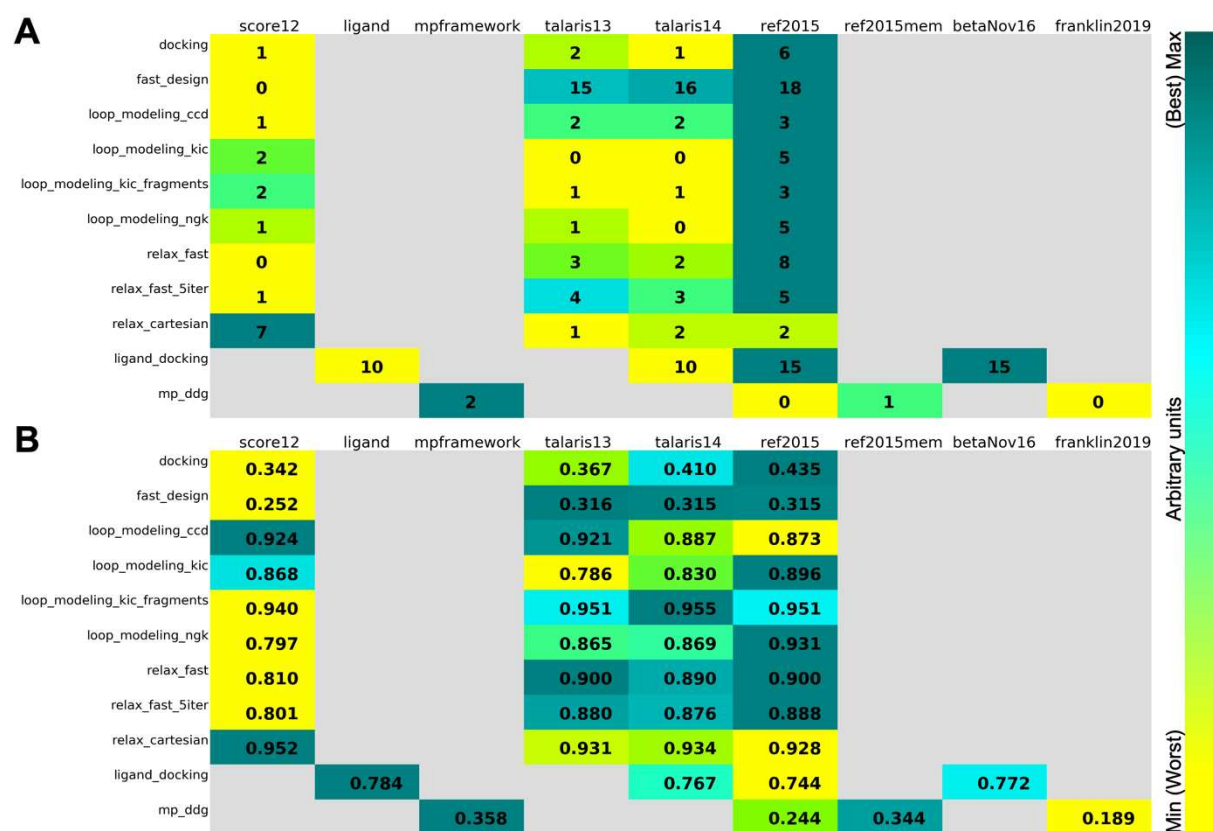 A
score12 ligand mpframework talaris13 talaris14 ref2015 ref2015mem betaNov16 franklin2019
docking 1 2 1 6
fast_design 0 15 16 18
loop_modeling_ccd 1 2 2 3
loop_modeling_kic 2 0 0 5
loop_modeling_kic_fragments 2 1 1 3
loop_modeling_ngk 1 1 0 5
relax_fast 0 3 2 8
relax_fast_5iter 1 4 3 5
relax_cartesian 7 1 2 2
ligand_docking 10 10 15 15
mp_ddg 2 0 1 0
B
score12 ligand mpframework talaris13 talaris14 ref2015 ref2015mem betaNov16 franklin2019
docking 0.342 0.367 0.410 0.435
fast_design 0.252 0.316 0.315 0.315
loop_modeling_ccd 0.924 0.921 0.887 0.873
loop_modeling_kic 0.868 0.786 0.830 0.896
loop_modeling_kic_fragments 0.940 0.951 0.955 0.951
loop_modeling_ngk 0.797 0.865 0.869 0.931
relax_fast 0.810 0.900 0.890 0.900
relax_fast_5iter 0.801 0.880 0.876 0.888
relax_cartesian 0.952 0.931 0.934 0.928
ligand_docking 0.784 0.767 0.744 0.772
mp_ddg 0.358 0.244 0.344 0.189
(Best) Max
Arbitrary units
Min (Worst)